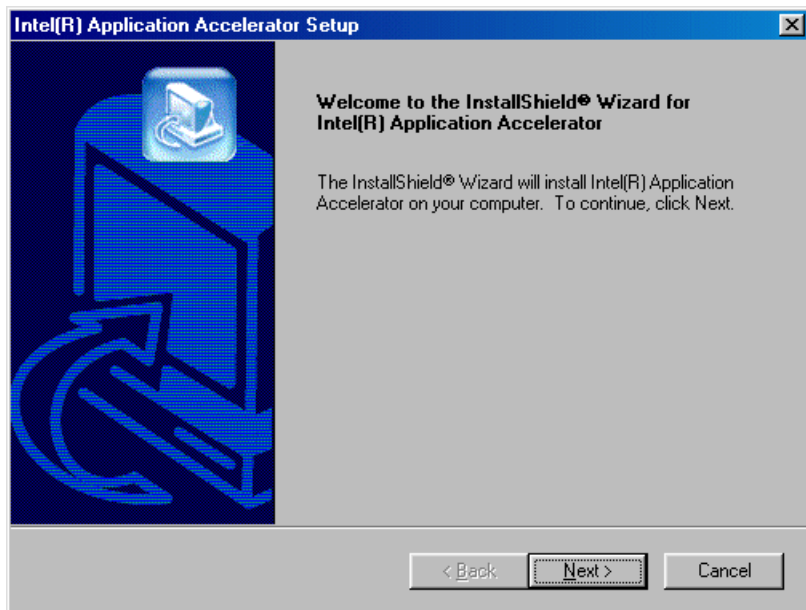 Intel(R) Application Accelerator Setup
Welcome to the InstallShield® Wizard for
Intel(R) Application Accelerator
The InstallShield® Wizard will install Intel(R) Application
Accelerator on your computer. To continue, click Next.
< Back
Next >
Cancel